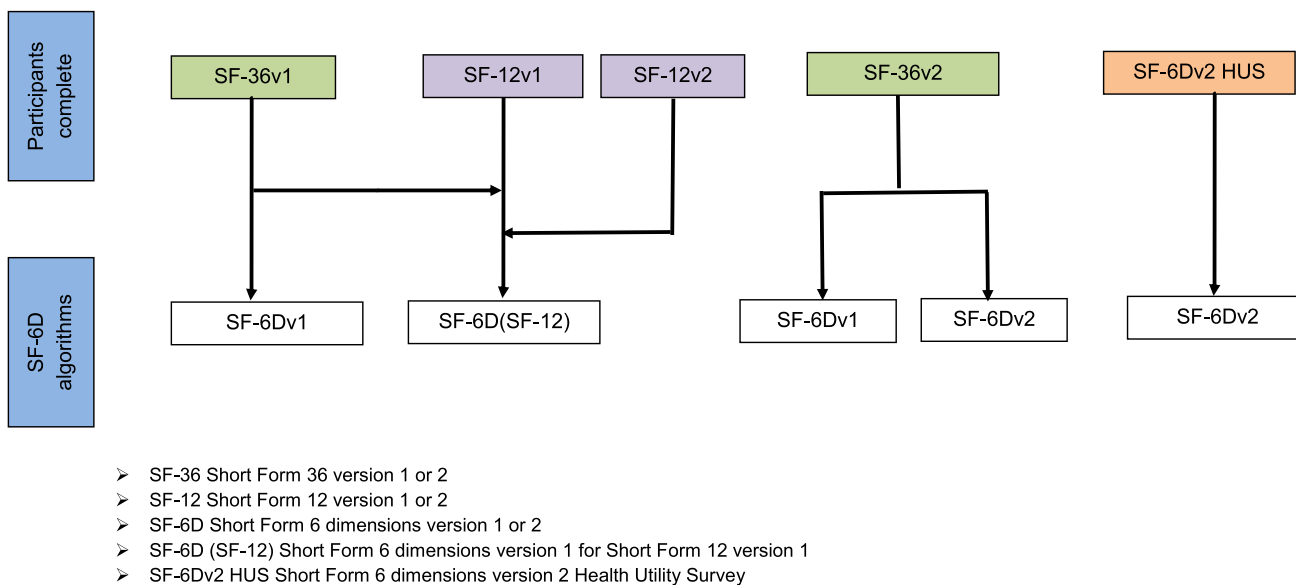 Participants
complete
SF-36v1
SF-12v1
SF-12v2
SF-36v2
SF-6Dv2 HUS
SF-6D
algorithms
SF-6Dv1
SF-6D(SF-12)
SF-6Dv1
SF-6Dv2
SF-6Dv2
➢ SF-36 Short Form 36 version 1 or 2
➢ SF-12 Short Form 12 version 1 or 2
➢ SF-6D Short Form 6 dimensions version 1 or 2
➢ SF-6D (SF-12) Short Form 6 dimensions version 1 for Short Form 12 version 1
➢ SF-6Dv2 HUS Short Form 6 dimensions version 2 Health Utility Survey